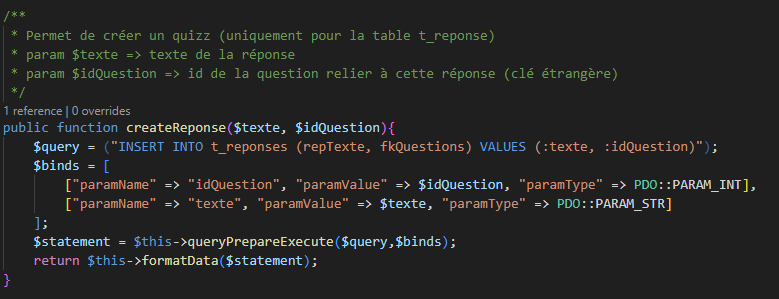 /**
 * Permet de créer un quizz (uniquement pour la table t_reponse)
 * param $texte => texte de la réponse
 * param $idQuestion => id de la question relier à cette réponse (clé étrangère)
 */
1 reference | 0 overrides
public function createReponse($texte, $idQuestion){
    $query = ("INSERT INTO t_reponses (repTexte, fkQuestions) VALUES (:texte, :idQuestion)");
    $binds = [
        ["paramName" => "idQuestion", "paramValue" => $idQuestion, "paramType" => PDO::PARAM_INT],
        ["paramName" => "texte", "paramValue" => $texte, "paramType" => PDO::PARAM_STR]
    ];
    $statement = $this->queryPrepareExecute($query,$binds);
    return $this->formatData($statement);
}